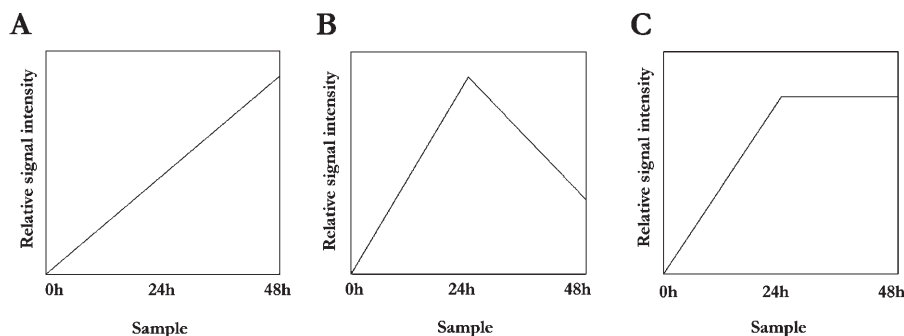 A
Relative signal intensity
0h 24h 48h
Sample
B
Relative signal intensity
0h 24h 48h
Sample
C
Relative signal intensity
0h 24h 48h
Sample